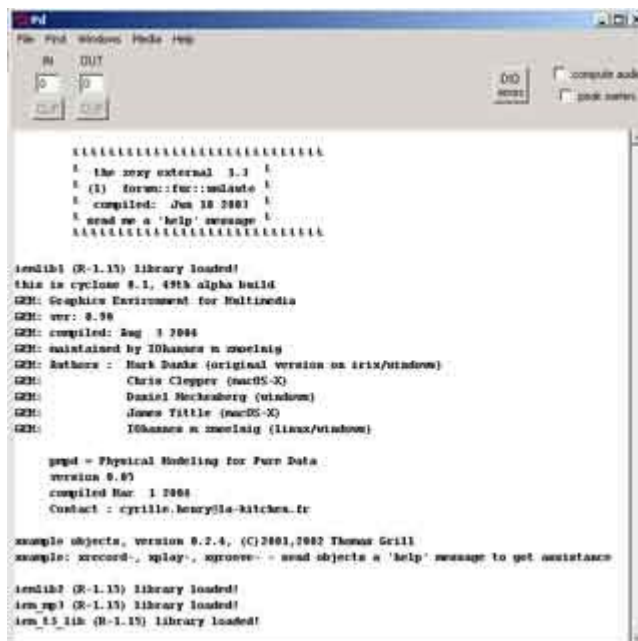 Pd
File Find Windows Media Help
IN OUT
0 0
CLIP CLIP
DIO
errors
compute audio
peak meters
the zexy external 1.3
(l) forum::für::umläute
compiled: Jun 18 2003
send me a 'help' message
iemlib1 (R-1.15) library loaded!
this is cyclone 0.1, 49th alpha build
GEM: Graphics Environment for Multimedia
GEM: ver: 0.90
GEM: compiled: Aug 3 2004
GEM: maintained by IOhannes m zmoelnig
GEM: Authors : Mark Danks (original version on irix/windows)
GEM: Chris Clepper (macOS-X)
GEM: Daniel Heckenberg (windows)
GEM: James Tittle (macOS-X)
GEM: IOhannes m zmoelnig (linux/windows)
pmpd = Physical Modeling for Pure Data
version 0.05
compiled Mar 1 2004
Contact : cyrille.henry@la-kitchen.fr
xsample objects, version 0.2.4, (C)2001,2002 Thomas Grill
xsample: xrecord~, xplay~, xgroove~ - send objects a 'help' message to get assistance
iemlib2 (R-1.15) library loaded!
iem_mp3 (R-1.15) library loaded!
iem_t3_lib (R-1.15) library loaded!